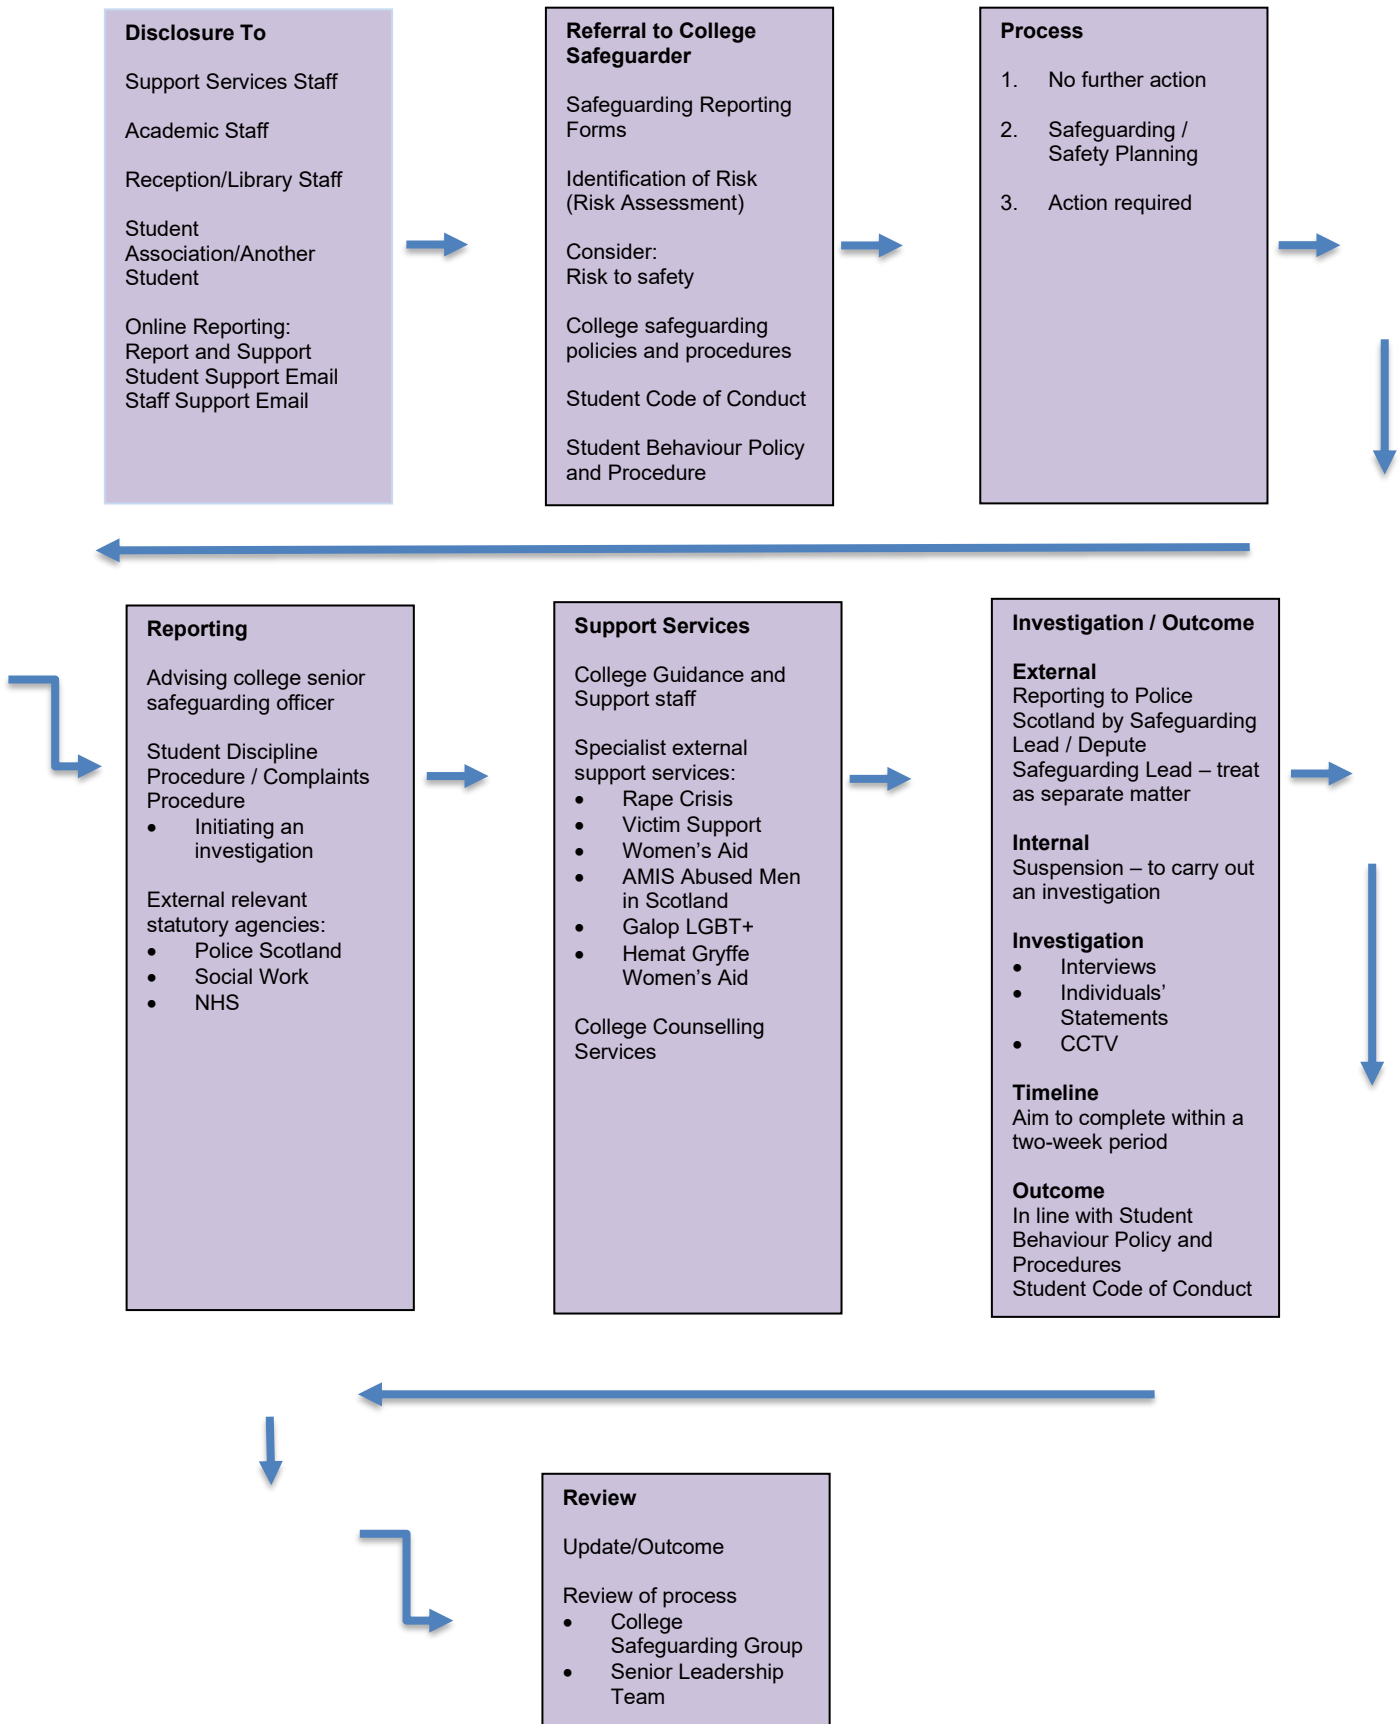 Disclosure To
Support Services Staff
Academic Staff
Reception/Library Staff
Student
Association/Another
Student
Online Reporting:
Report and Support
Student Support Email
Staff Support Email
Referral to College
Safeguarder
Safeguarding Reporting
Forms
Identification of Risk
(Risk Assessment)
Consider:
Risk to safety
College safeguarding
policies and procedures
Student Code of Conduct
Student Behaviour Policy
and Procedure
Process
1. No further action
2. Safeguarding /
Safety Planning
3. Action required
Reporting
Advising college senior
safeguarding officer
Student Discipline
Procedure / Complaints
Procedure
• Initiating an
investigation
External relevant
statutory agencies:
• Police Scotland
• Social Work
• NHS
Support Services
College Guidance and
Support staff
Specialist external
support services:
• Rape Crisis
• Victim Support
• Women’s Aid
• AMIS Abused Men
in Scotland
• Galop LGBT+
• Hemat Gryffe
Women’s Aid
College Counselling
Services
Investigation / Outcome
External
Reporting to Police
Scotland by Safeguarding
Lead / Depute
Safeguarding Lead – treat
as separate matter
Internal
Suspension – to carry out
an investigation
Investigation
• Interviews
• Individuals’
Statements
• CCTV
Timeline
Aim to complete within a
two-week period
Outcome
In line with Student
Behaviour Policy and
Procedures
Student Code of Conduct
Review
Update/Outcome
Review of process
• College
Safeguarding Group
• Senior Leadership
Team